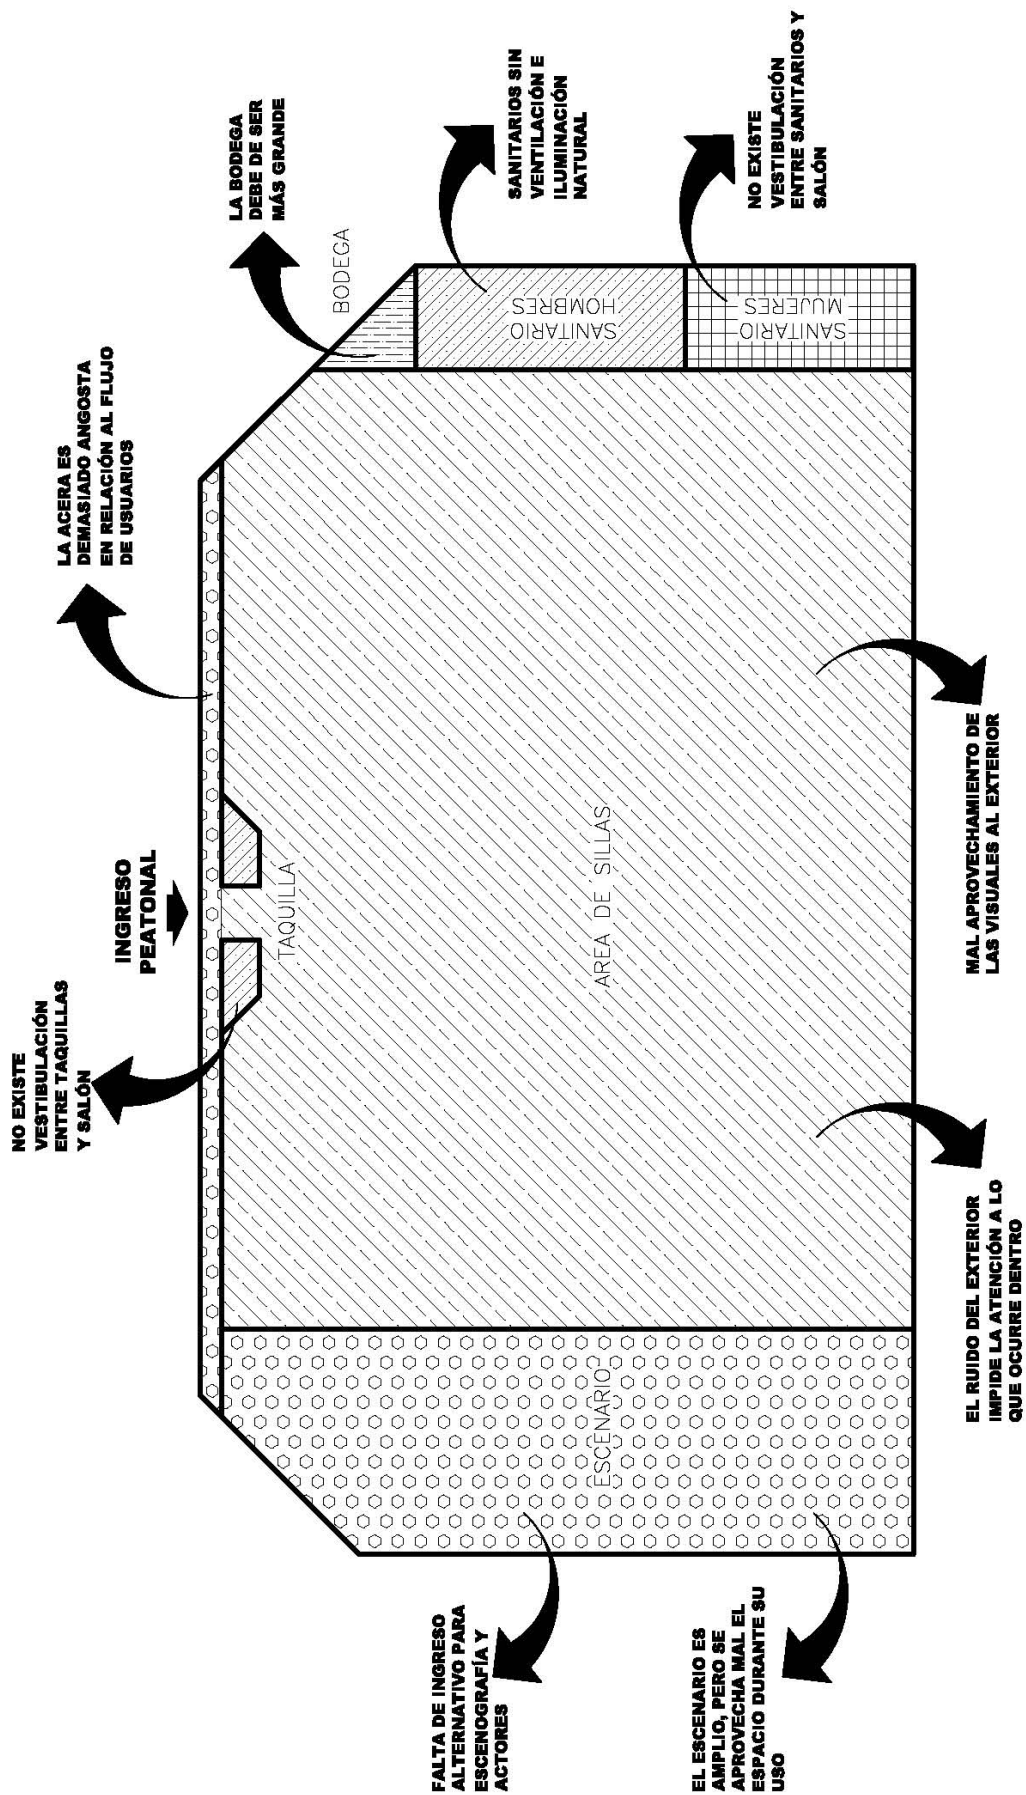 NO EXISTE
VESTIBULACIÓN
ENTRE TAQUILLAS
Y SALÓN
LA ACERA ES
DEMASIADO ANGOSTA
EN RELACIÓN AL FLUJO
DE USUARIOS
INGRESO
PEATONAL
LA BODEGA
DEBE DE SER
MÁS GRANDE
TAQUILLA
BODEGA
FALTA DE INGRESO
ALTERNATIVO PARA
ESCENOGRAFÍA Y
ACTORES
SANITARIOS SIN
VENTILACIÓN E
ILUMINACIÓN
NATURAL
SANITARIO
HOMBRES
ESCENARIO
AREA DE SILLAS
EL ESCENARIO ES
AMPLIO, PERO SE
APROVECHA MAL EL
ESPACIO DURANTE SU
USO
SANITARIO
MUJERES
NO EXISTE
VESTIBULACIÓN
ENTRE SANITARIOS Y
SALÓN
EL RUIDO DEL EXTERIOR
IMPIDE LA ATENCIÓN A LO
QUE OCURRE DENTRO
MAL APROVECHAMIENTO DE
LAS VISUALES AL EXTERIOR